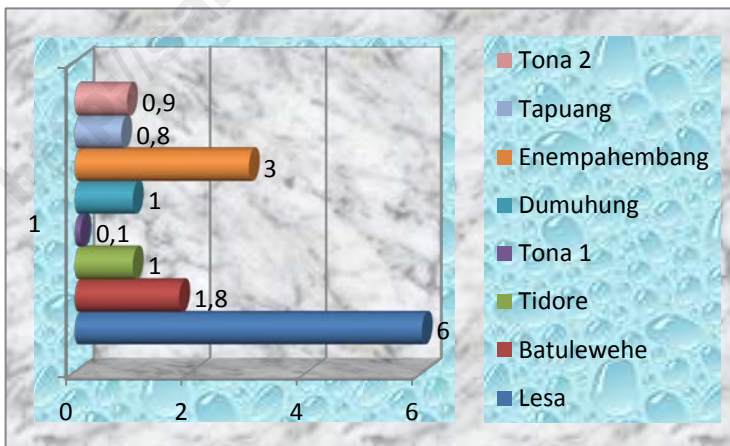 0,9
0,8
3
1
0,1
1
1,8
6
1
0 2 4 6
Tona 2
Tapuang
Enempahembang
Dumuhung
Tona 1
Tidore
Batulewehe
Lesa